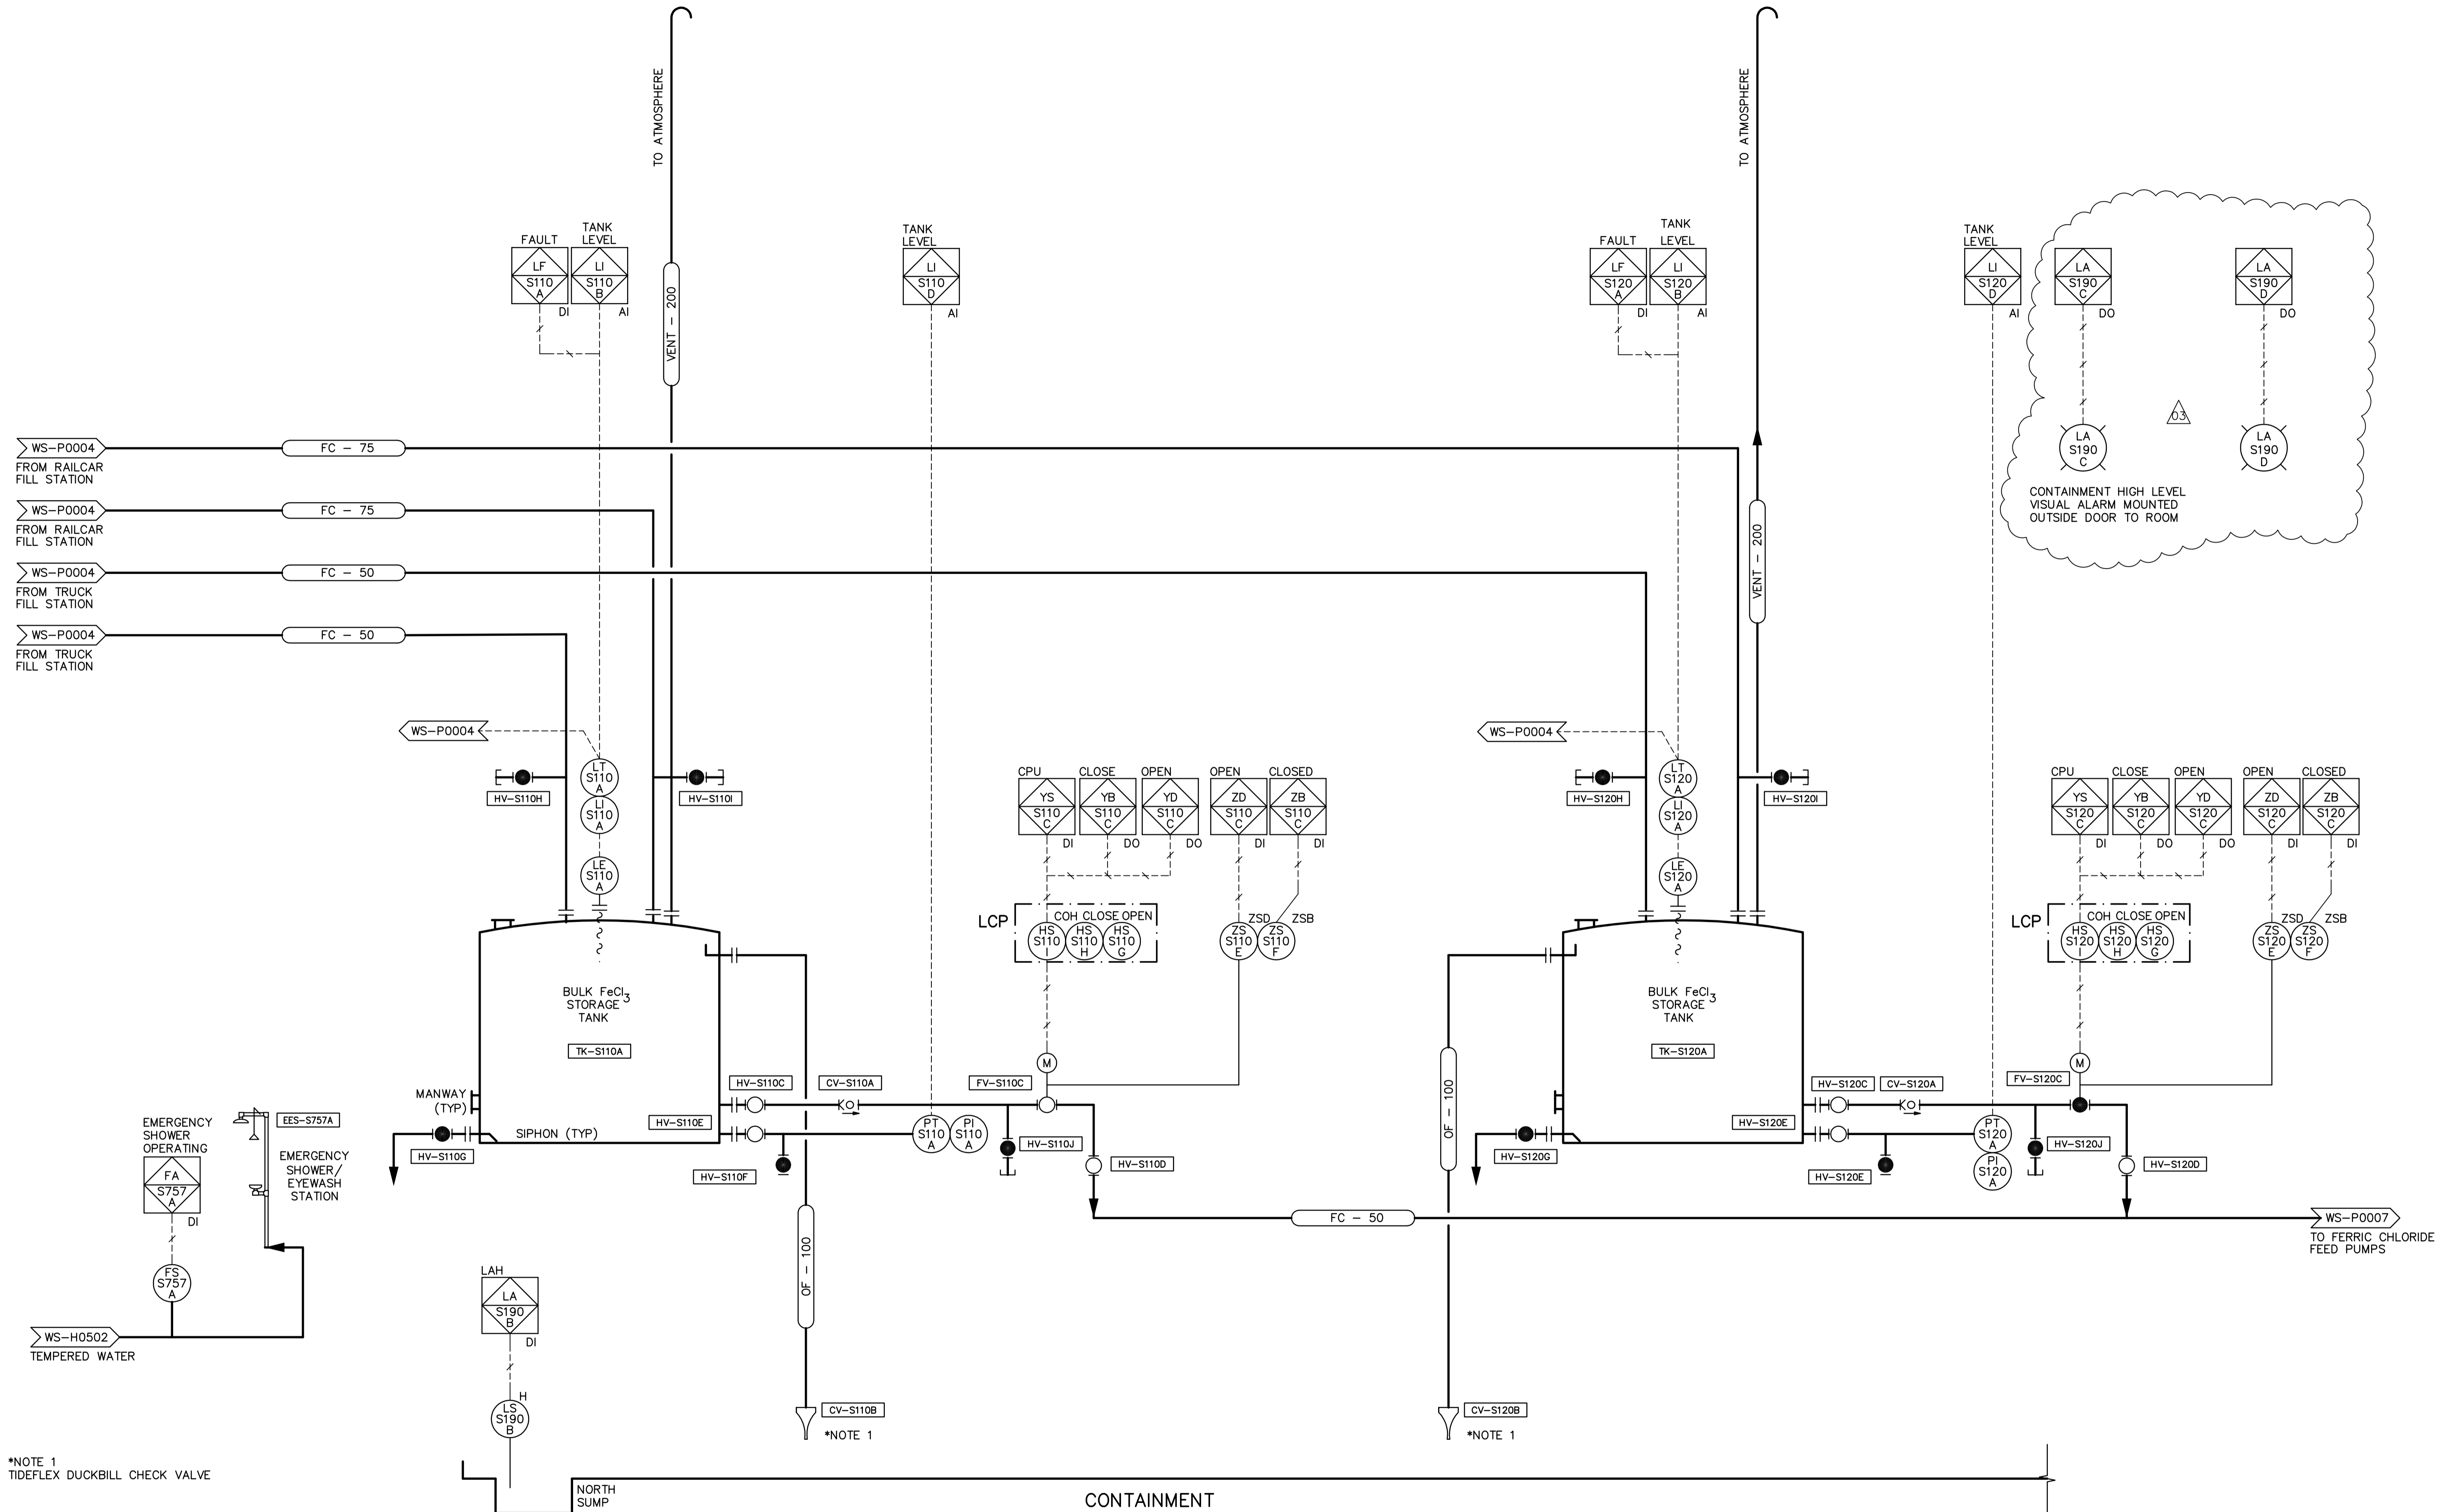 TO ATMOSPHERE
TO ATMOSPHERE
FAULT
LF
S110
A
DI
TANK
LEVEL
LI
S110
B
AI
VENT - 200
TANK
LEVEL
LI
S110
D
AI
FAULT
LF
S120
A
DI
TANK
LEVEL
LI
S120
B
AI
VENT - 200
TANK
LEVEL
LI
S120
D
AI
LA
S190
C
DO
LA
S190
D
DO
03
LA
S190
C
LA
S190
D
CONTAINMENT HIGH LEVEL
VISUAL ALARM MOUNTED
OUTSIDE DOOR TO ROOM
WS-P0004
FC - 75
FROM RAILCAR
FILL STATION
WS-P0004
FC - 75
FROM RAILCAR
FILL STATION
WS-P0004
FC - 50
FROM TRUCK
FILL STATION
WS-P0004
FC - 50
FROM TRUCK
FILL STATION
WS-P0004
LT
S110
A
LI
S110
A
LE
S110
A
HV-S110H
HV-S110I
CPU
YS
S110
C
DI
CLOSE
YB
S110
C
DO
OPEN
YD
S110
C
DO
OPEN
ZD
S110
C
DI
CLOSED
ZB
S110
C
DI
LCP
COH CLOSE OPEN
HS
S110
HS
S110
H
HS
S110
G
ZSD
ZS
S110
E
ZSB
ZS
S110
F
WS-P0004
LT
S120
A
LI
S120
A
LE
S120
A
HV-S120H
HV-S120I
CPU
YS
S120
C
DI
CLOSE
YB
S120
C
DO
OPEN
YD
S120
C
DO
OPEN
ZD
S120
C
DI
CLOSED
ZB
S120
C
DI
LCP
COH CLOSE OPEN
HS
S120
HS
S120
H
HS
S120
G
ZSD
ZS
S120
E
ZSB
ZS
S120
F
BULK FeCl3
STORAGE
TANK
TK-S110A
MANWAY
(TYP)
SIPHON (TYP)
HV-S110G
HV-S110C
CV-S110A
FV-S110C
M
HV-S110E
HV-S110F
PT
S110
A
PI
S110
A
HV-S110J
HV-S110D
OF - 100
BULK FeCl3
STORAGE
TANK
TK-S120A
HV-S120G
HV-S120C
CV-S120A
FV-S120C
M
HV-S120E
HV-S120E
PT
S120
A
PI
S120
A
HV-S120J
HV-S120D
OF - 100
FC - 50
WS-P0007
TO FERRIC CHLORIDE
FEED PUMPS
EMERGENCY
SHOWER
OPERATING
FA
S757
A
DI
FS
S757
A
EES-S757A
EMERGENCY
SHOWER/
EYEWASH
STATION
WS-H0502
TEMPERED WATER
LAH
LA
S190
B
DI
H
LS
S190
B
CV-S110B
*NOTE 1
CV-S120B
*NOTE 1
*NOTE 1
TIDEFLEX DUCKBILL CHECK VALVE
NORTH
SUMP
CONTAINMENT